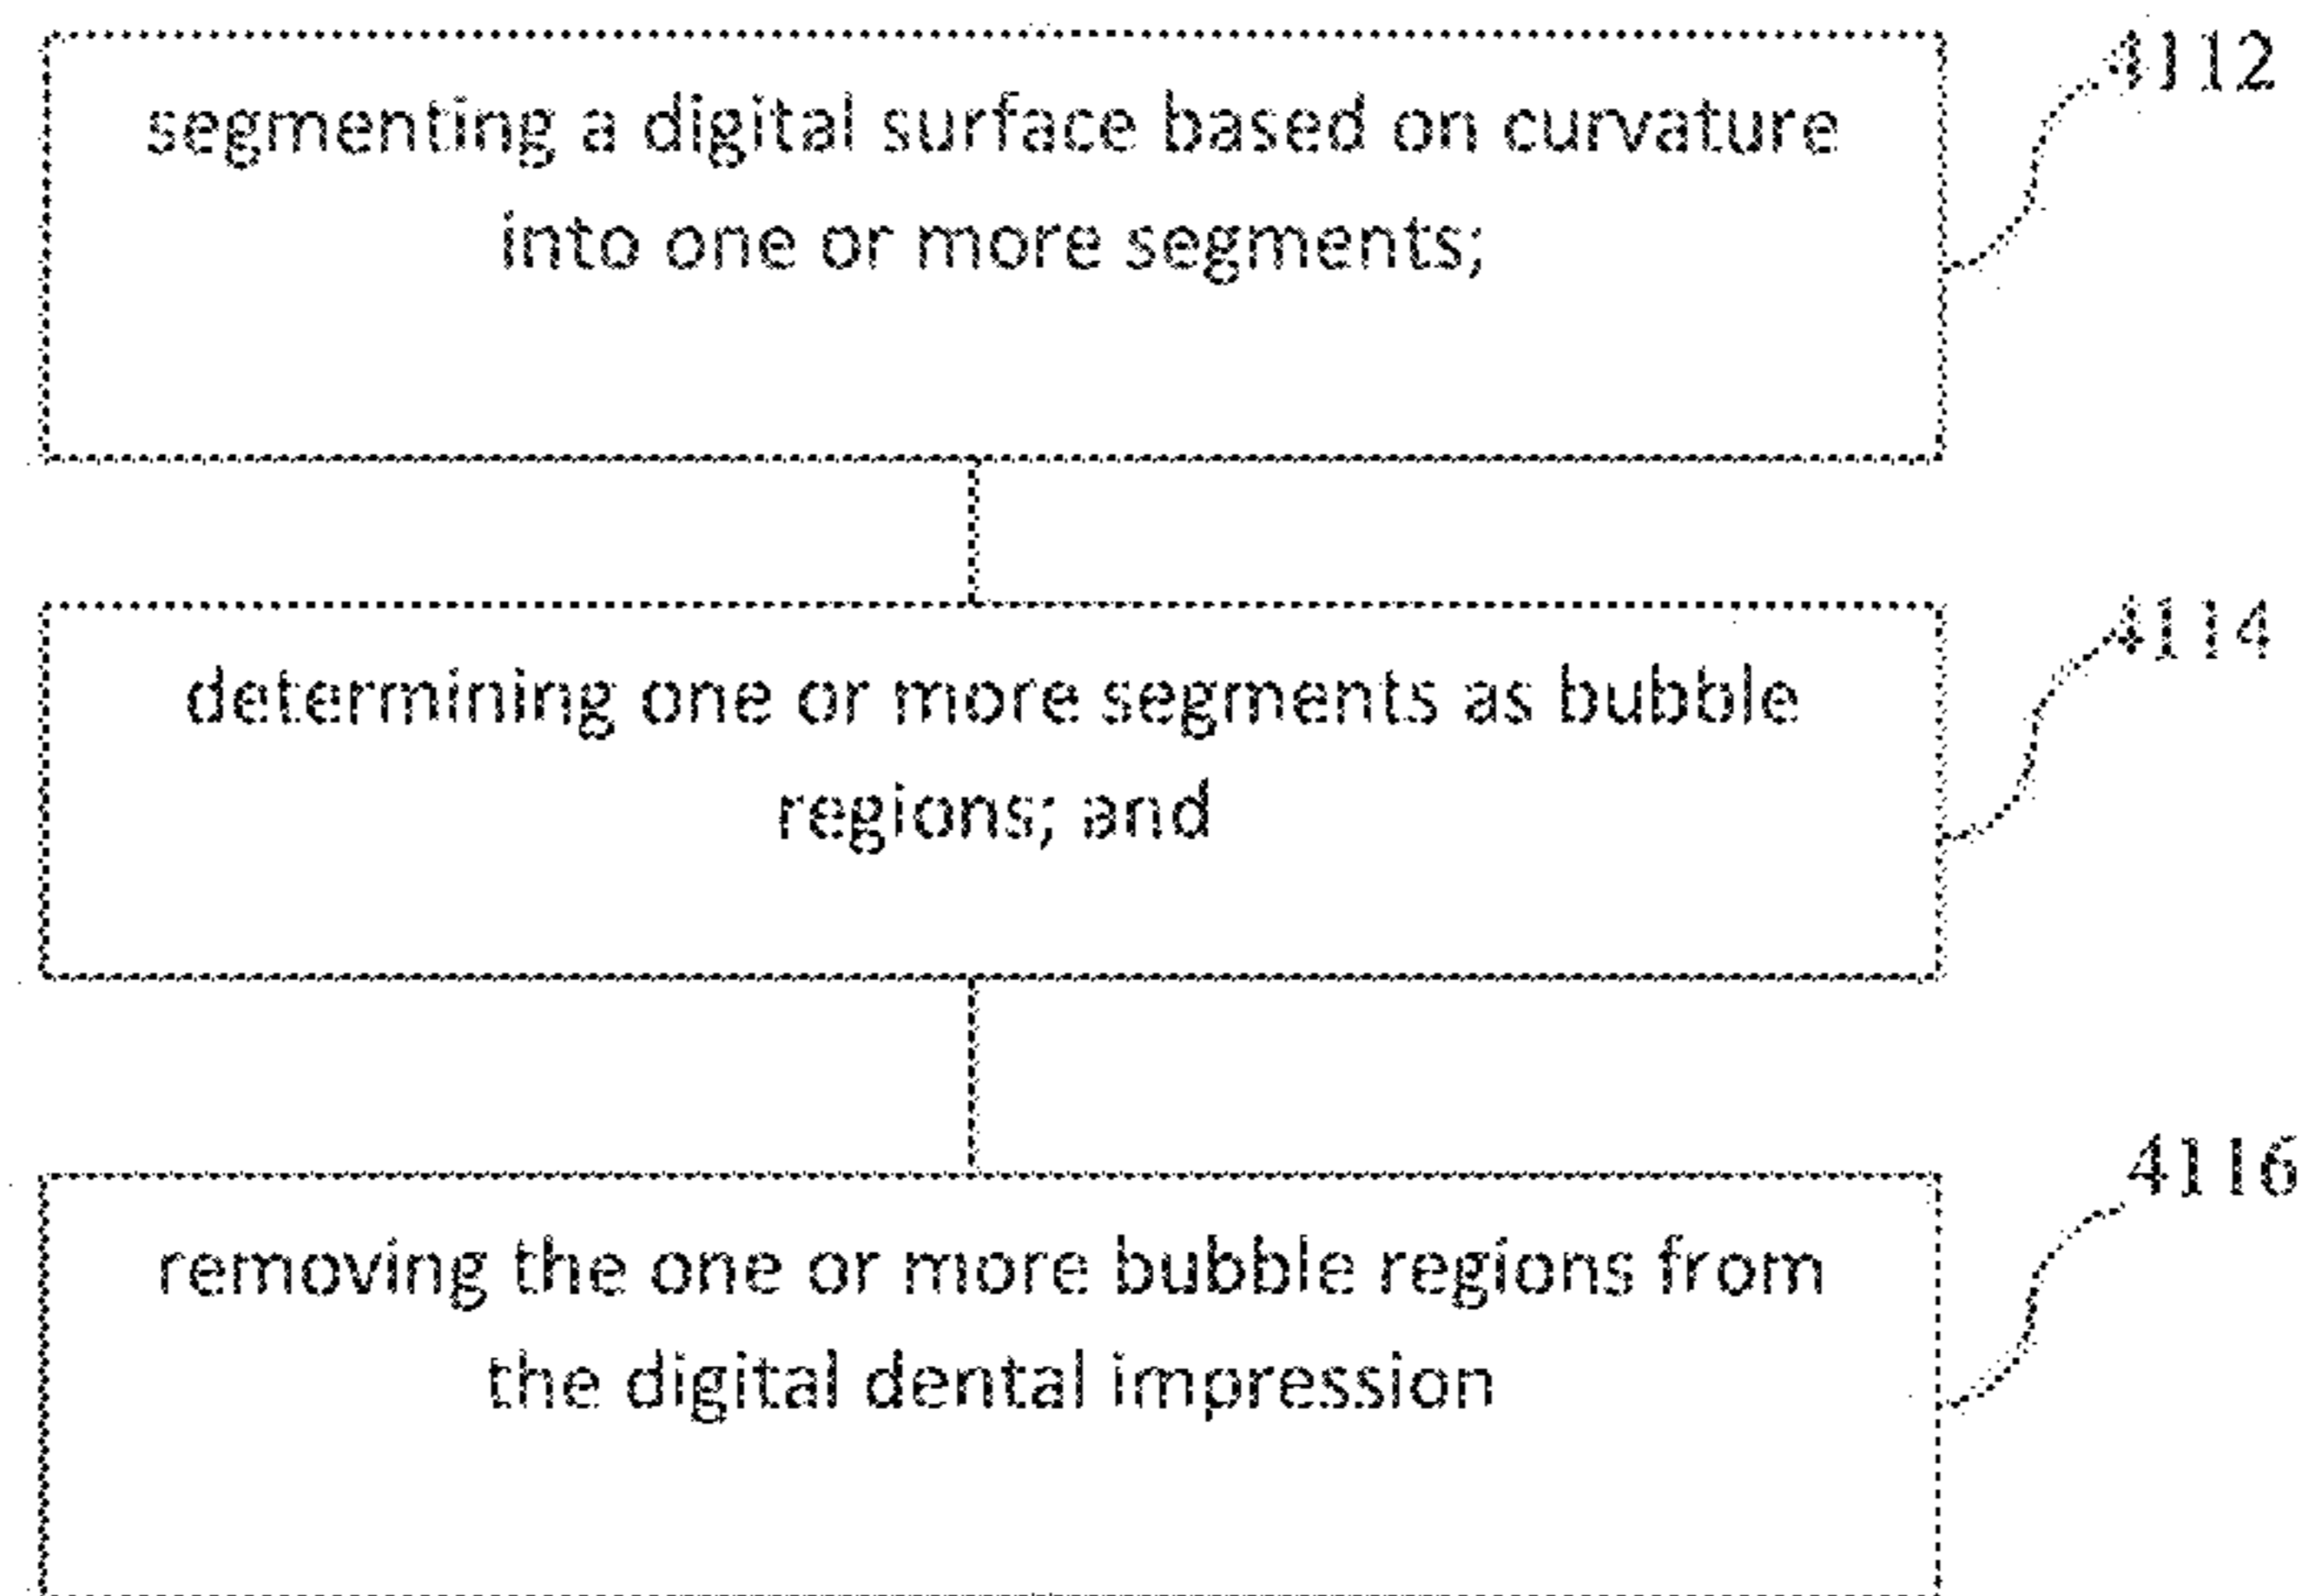 4112
segmenting a digital surface based on curvature
into one or more segments;
4114
determining one or more segments as bubble
regions; and
4116
removing the one or more bubble regions from
the digital dental impression